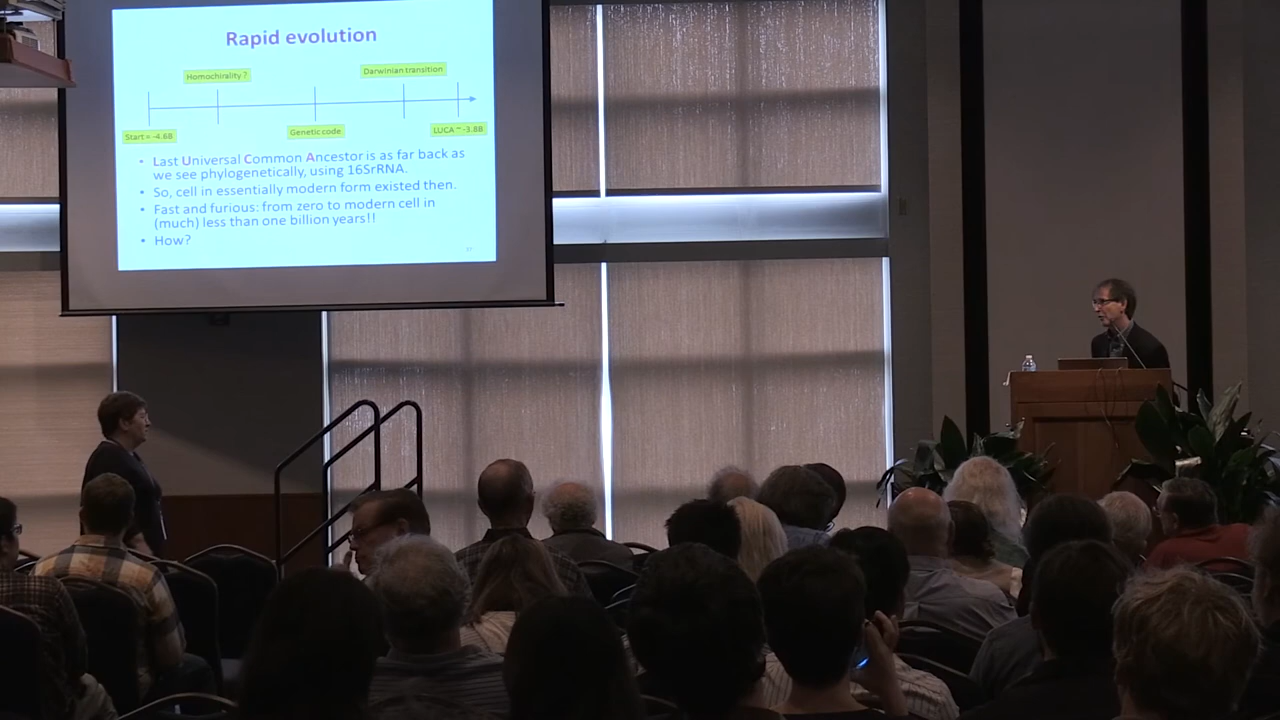 Rapid evolution
Homochirality ?
Darwinian transition
Start = -4.6B
Genetic code
LUCA ~ -3.8B
• Last Universal Common Ancestor is as far back as
we see phylogenetically, using 16SrRNA.
• So, cell in essentially modern form existed then.
• Fast and furious: from zero to modern cell in
(much) less than one billion years!!
• How?